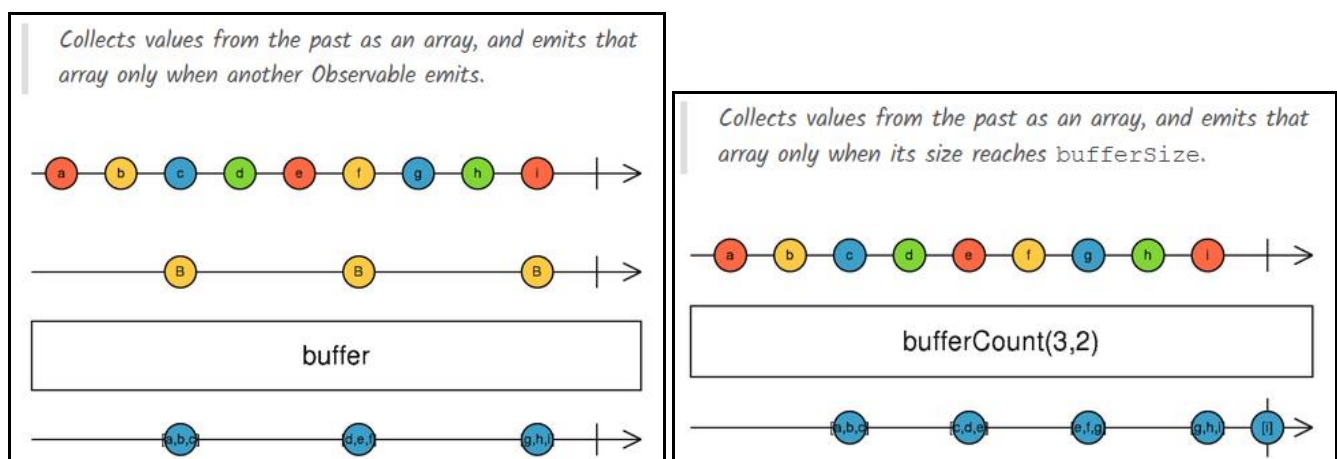 Collects values from the past as an array, and emits that
array only when another Observable emits.
a b c d e f g h i
B B B
buffer
[a,b,c] [d,e,f] [g,h,i]
Collects values from the past as an array, and emits that
array only when its size reaches bufferSize.
a b c d e f g h i
bufferCount(3,2)
[a,b,c] [c,d,e] [e,f,g] [g,h,i] [i]